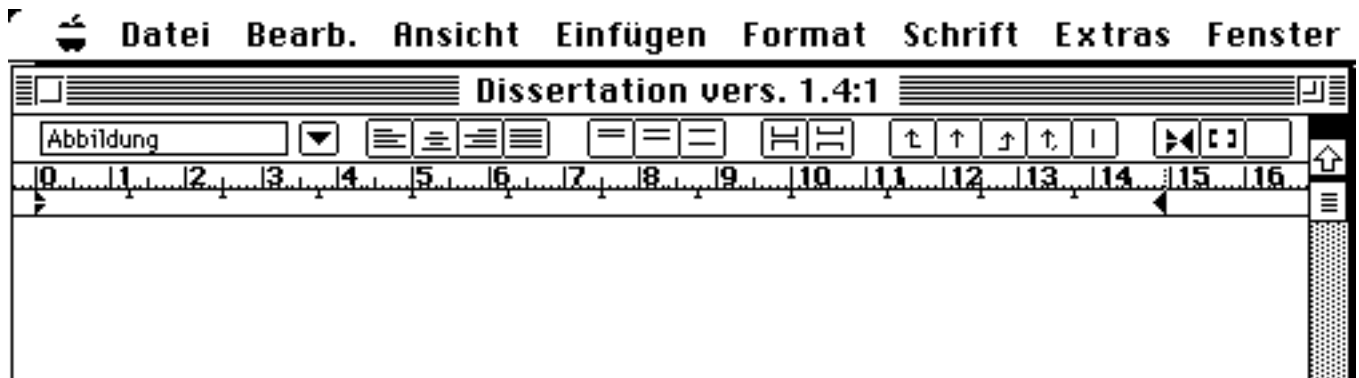 Datei Bearb. Ansicht Einfügen Format Schrift Extras Fenster
Dissertation vers. 1.4:1
Abbildung
0 1 2 3 4 5 6 7 8 9 10 11 12 13 14 15 16